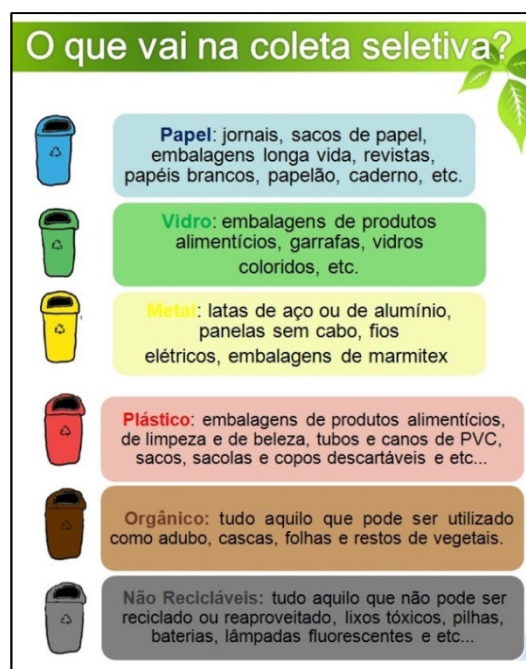 O que vai na coleta seletiva?
Papel: jornais, sacos de papel,
embalagens longa vida, revistas,
papéis brancos, papelão, caderno, etc.
Vidro: embalagens de produtos
alimentícios, garrafas, vidros
coloridos, etc.
Metal: latas de aço ou de alumínio,
panelas sem cabo, fios
elétricos, embalagens de marmitex
Plástico: embalagens de produtos alimentícios,
de limpeza e de beleza, tubos e canos de PVC,
sacos, sacolas e copos descartáveis e etc...
Orgânico: tudo aquilo que pode ser utilizado
como adubo, cascas, folhas e restos de vegetais.
Não Recicláveis: tudo aquilo que não pode ser
reciclado ou reaproveitado, lixos tóxicos, pilhas,
baterias, lâmpadas fluorescentes e etc...